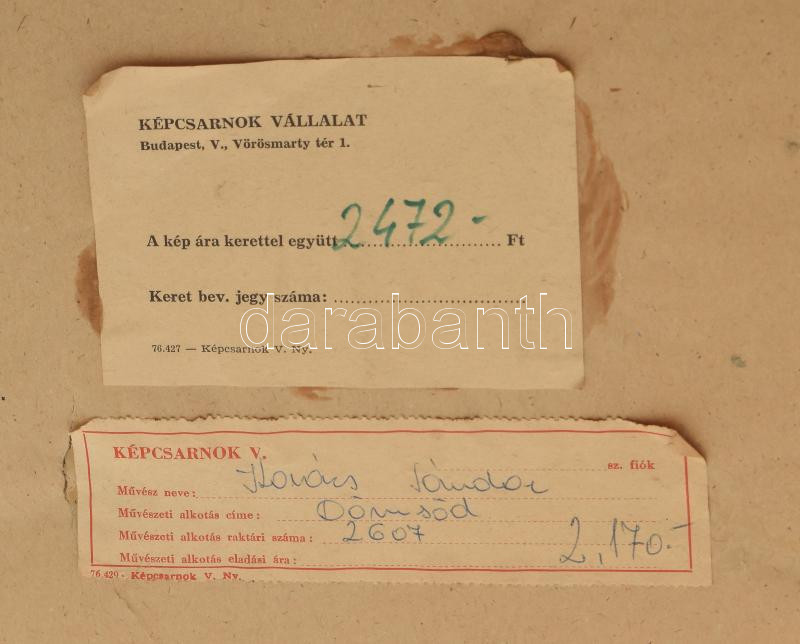 KÉPCSARNOK VÁLLALAT
Budapest, V., Vörösmarty tér 1.
A kép ára kerettel együtt 2472.- Ft
Keret bev. jegy száma:
darabanth
76.427 — Képcsarnok V. Ny.
KÉPCSARNOK V.
sz. fiók
Művész neve: Kovács Sándor
Művészeti alkotás címe: Dömsöd
Művészeti alkotás raktári száma: 2607
Művészeti alkotás eladási ára: 2,170.-
76.429 - Képcsarnok V. Ny.